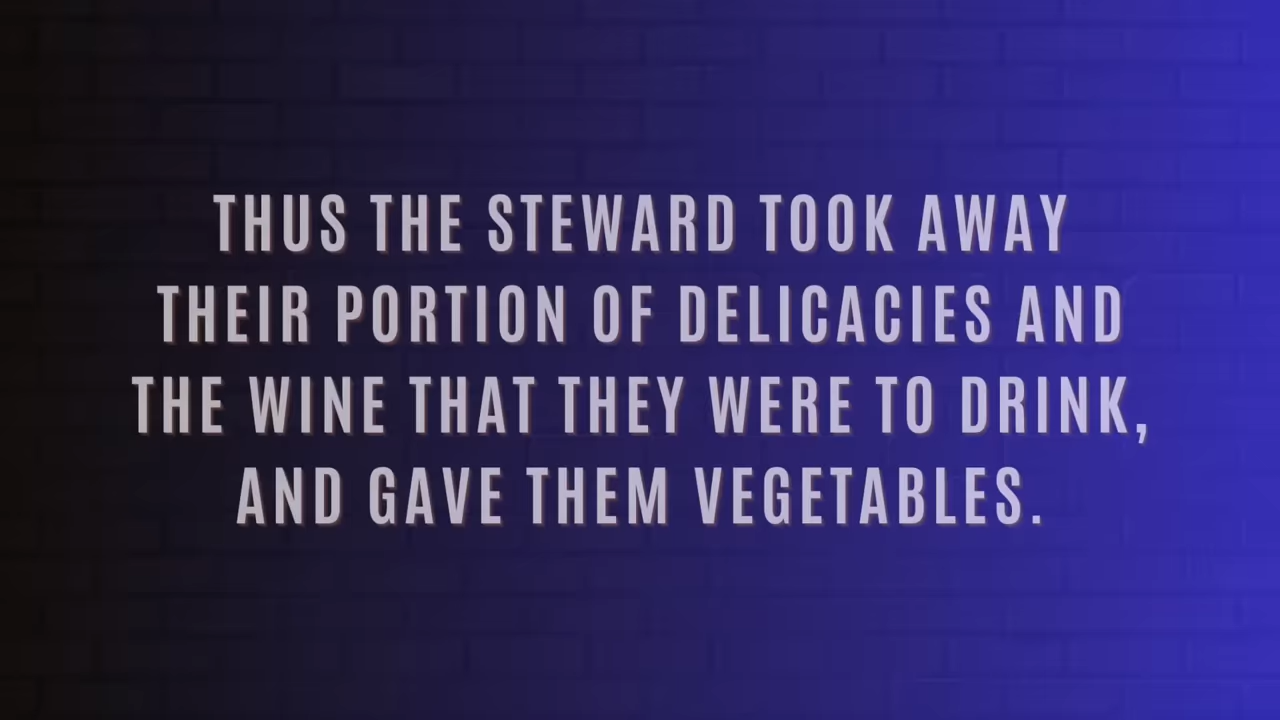 THUS THE STEWARD TOOK AWAY
THEIR PORTION OF DELICACIES AND
THE WINE THAT THEY WERE TO DRINK,
AND GAVE THEM VEGETABLES.